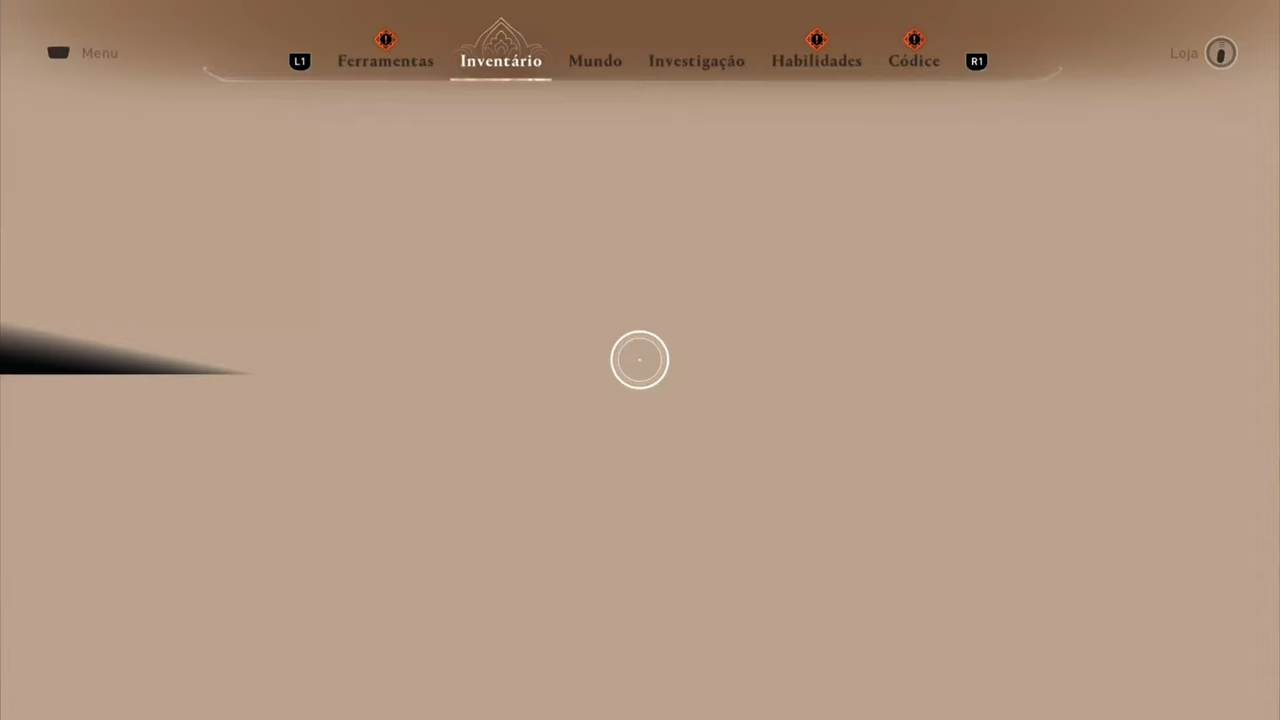 Menu
L1
Ferramentas
Inventário
Mundo
Investigação
Habilidades
Códice
R1
Loja